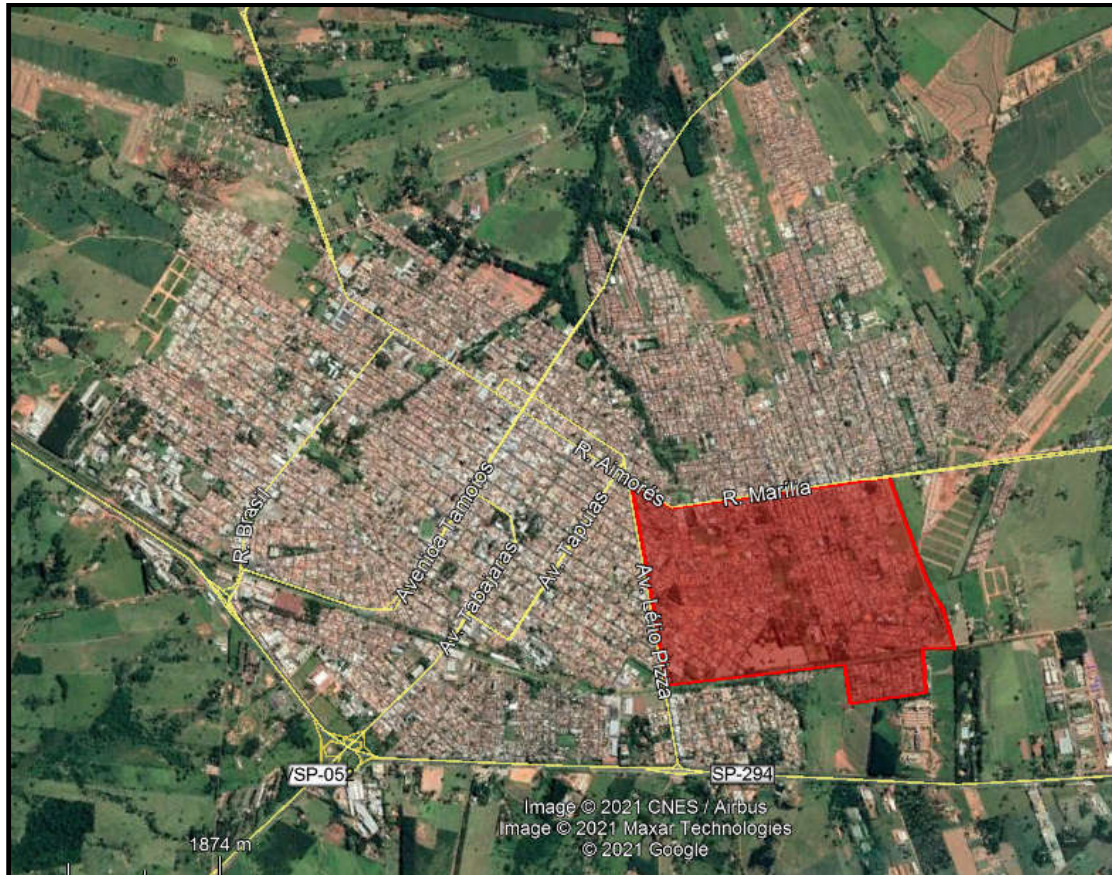 R. Aimorés
R. Marília
R. Brasil
Avenida Tamoios
Av. Tabajaras
Av. Tapuias
Av. Lélio Pizza
/SP-052
SP-294
Image © 2021 CNES / Airbus
Image © 2021 Maxar Technologies
© 2021 Google
1874 m